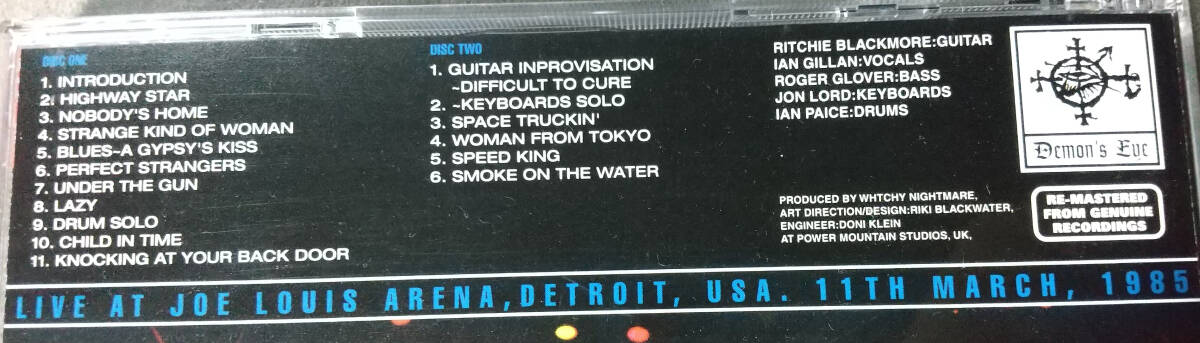 DISC ONE
1. INTRODUCTION
2. HIGHWAY STAR
3. NOBODY'S HOME
4. STRANGE KIND OF WOMAN
5. BLUES~A GYPSY'S KISS
6. PERFECT STRANGERS
7. UNDER THE GUN
8. LAZY
9. DRUM SOLO
10. CHILD IN TIME
11. KNOCKING AT YOUR BACK DOOR
DISC TWO
1. GUITAR INPROVISATION
~DIFFICULT TO CURE
2. ~KEYBOARDS SOLO
3. SPACE TRUCKIN'
4. WOMAN FROM TOKYO
5. SPEED KING
6. SMOKE ON THE WATER
RITCHIE BLACKMORE:GUITAR
IAN GILLAN:VOCALS
ROGER GLOVER:BASS
JON LORD:KEYBOARDS
IAN PAICE:DRUMS
Demon's Eye
PRODUCED BY WHTCHY NIGHTMARE,
ART DIRECTION/DESIGN:RIKI BLACKWATER,
ENGINEER:DONI KLEIN
AT POWER MOUNTAIN STUDIOS, UK,
RE-MASTERED
FROM GENUINE
RECORDINGS
LIVE AT JOE LOUIS ARENA, DETROIT, USA. 11TH MARCH, 1985